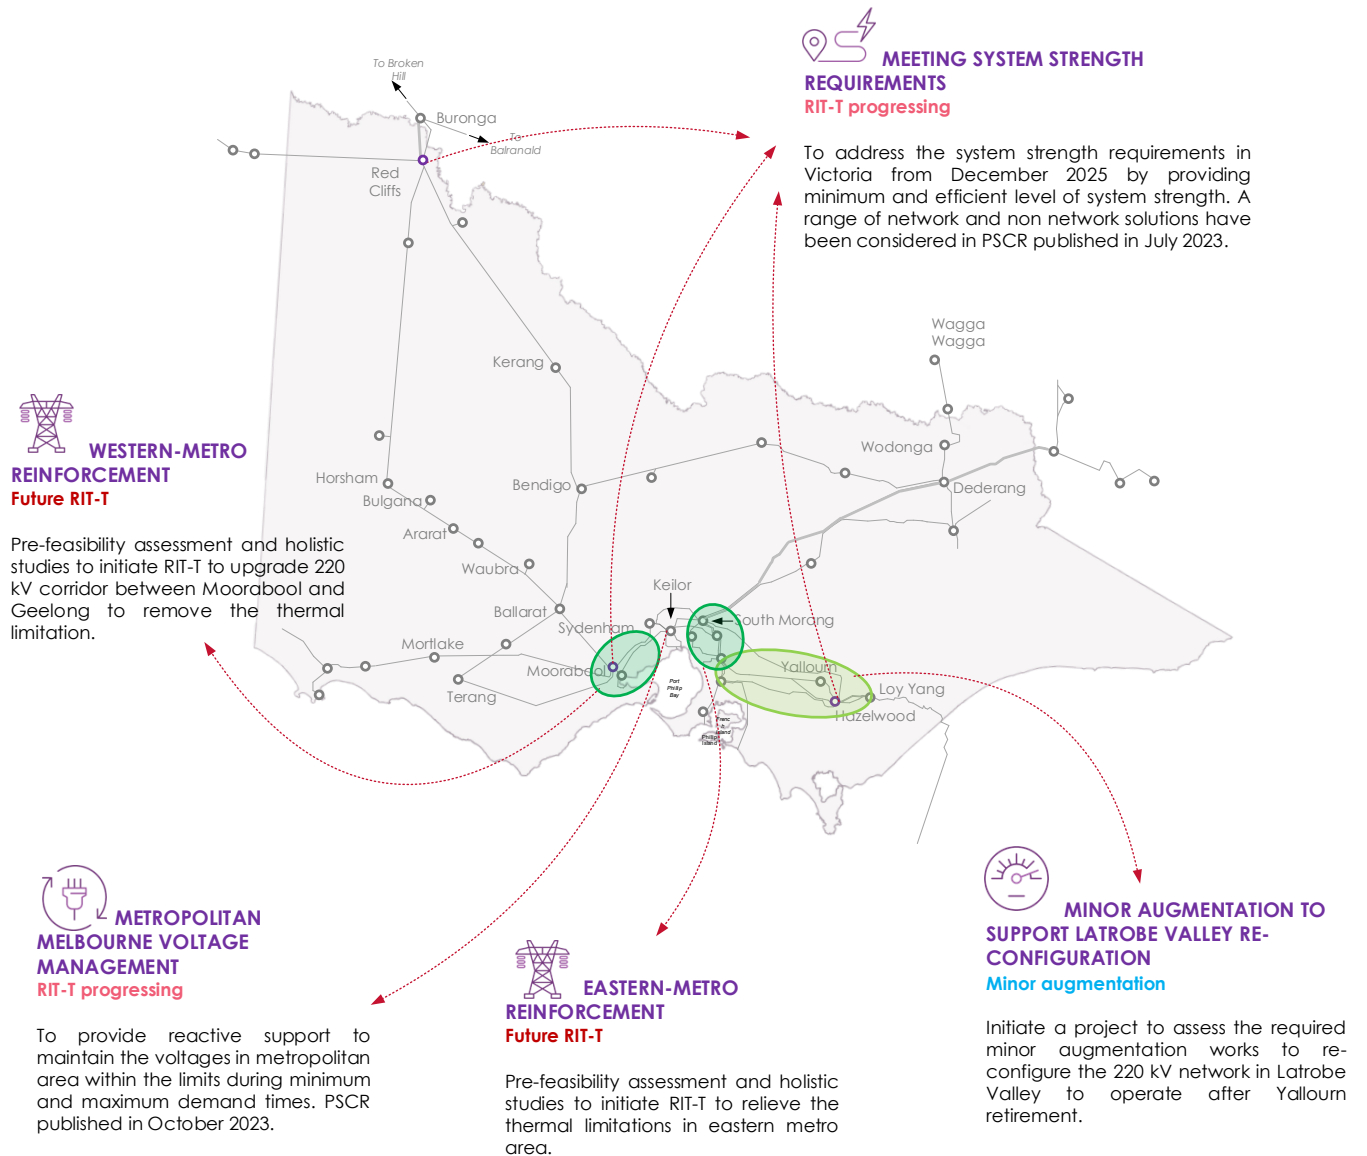 MEETING SYSTEM STRENGTH
REQUIREMENTS
RIT-T progressing
To address the system strength requirements in
Victoria from December 2025 by providing
minimum and efficient level of system strength. A
range of network and non network solutions have
been considered in PSCR published in July 2023.
To Broken
Hill
Buronga
To
Balranald
Red
Cliffs
Wagga
Wagga
Kerang
Wodonga
Horsham
Bendigo
Dederang
Bulgana
Ararat
Waubra
Keilor
Ballarat
Sydenham
South Morang
Mortlake
Moorabool
Yallourn
Terang
Port
Philip
Bay
Loy Yang
Hazelwood
Frenc
h
Island
Phillip
Island
WESTERN-METRO
REINFORCEMENT
Future RIT-T
Pre-feasibility assessment and holistic
studies to initiate RIT-T to upgrade 220
kV corridor between Moorabool and
Geelong to remove the thermal
limitation.
METROPOLITAN
MELBOURNE VOLTAGE
MANAGEMENT
RIT-T progressing
To provide reactive support to
maintain the voltages in metropolitan
area within the limits during minimum
and maximum demand times. PSCR
published in October 2023.
EASTERN-METRO
REINFORCEMENT
Future RIT-T
Pre-feasibility assessment and holistic
studies to initiate RIT-T to relieve the
thermal limitations in eastern metro
area.
MINOR AUGMENTATION TO
SUPPORT LATROBE VALLEY RE-
CONFIGURATION
Minor augmentation
Initiate a project to assess the required
minor augmentation works to re-
configure the 220 kV network in Latrobe
Valley to operate after Yallourn
retirement.